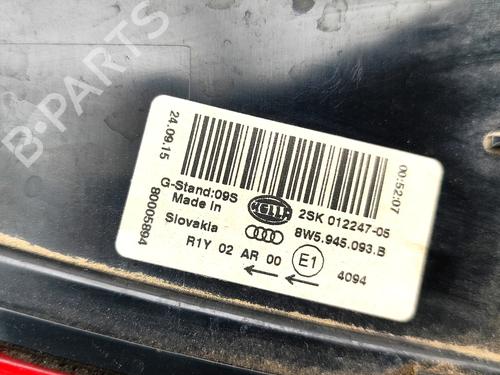 B-PARTS
24.09.15
00:52:07
80005894
G-Stand:09S
Made In
Slovakia
HELLA
2SK 012247-05
8W5.945.093.B
R1Y 02 AR 00
E1
4094